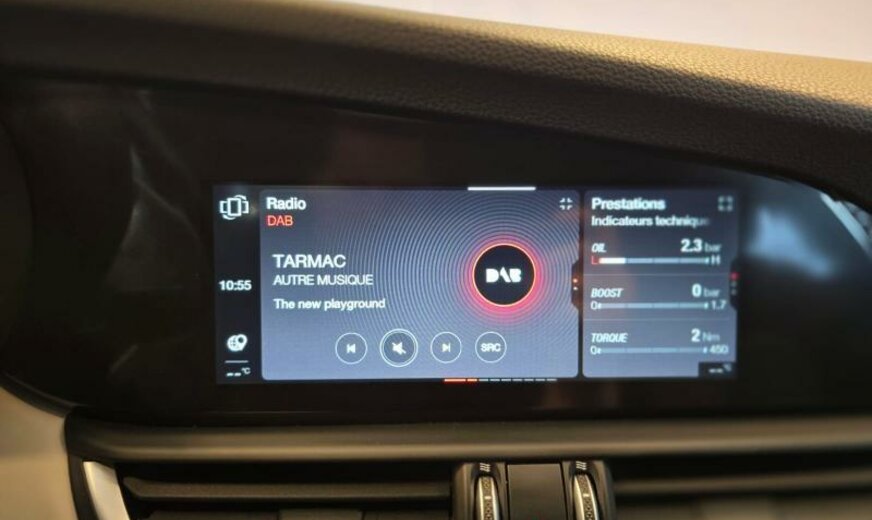 Radio
DAB
TARMAC
AUTRE MUSIQUE
The new playground
DAB
SRC
10:55
--°C
Prestations
Indicateurs technique
OIL 2.3 bar
L H
BOOST 0 bar
0 1.7
TORQUE 2 Nm
0 450